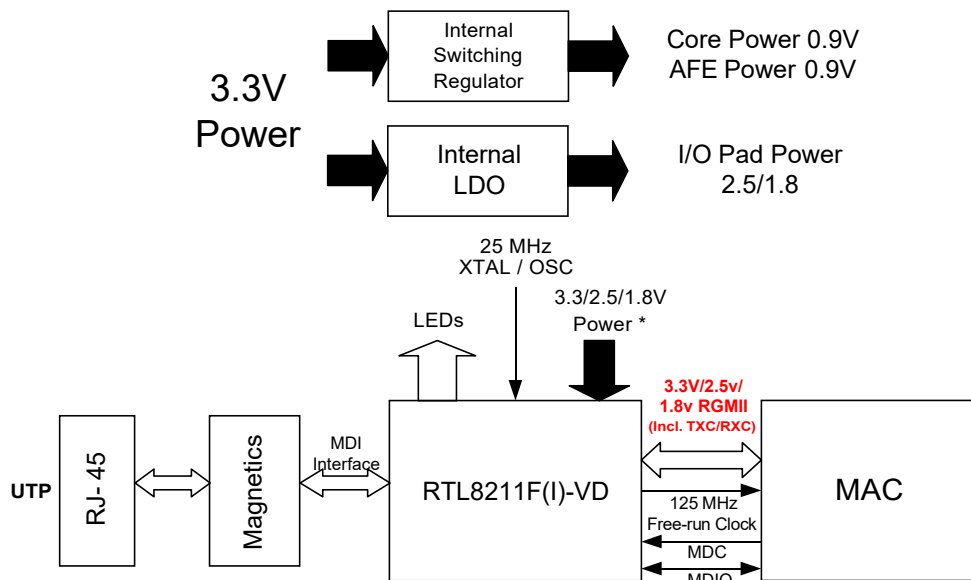 3.3V
Power
Internal
Switching
Regulator
Core Power 0.9V
AFE Power 0.9V
Internal
LDO
I/O Pad Power
2.5/1.8
25 MHz
XTAL / OSC
3.3/2.5/1.8V
Power *
LEDs
3.3V/2.5v/
1.8v RGMII
(Incl. TXC/RXC)
UTP
RJ- 45
Magnetics
MDI
Interface
RTL8211F(I)-VD
125 MHz
Free-run Clock
MDC
MDIO
MAC